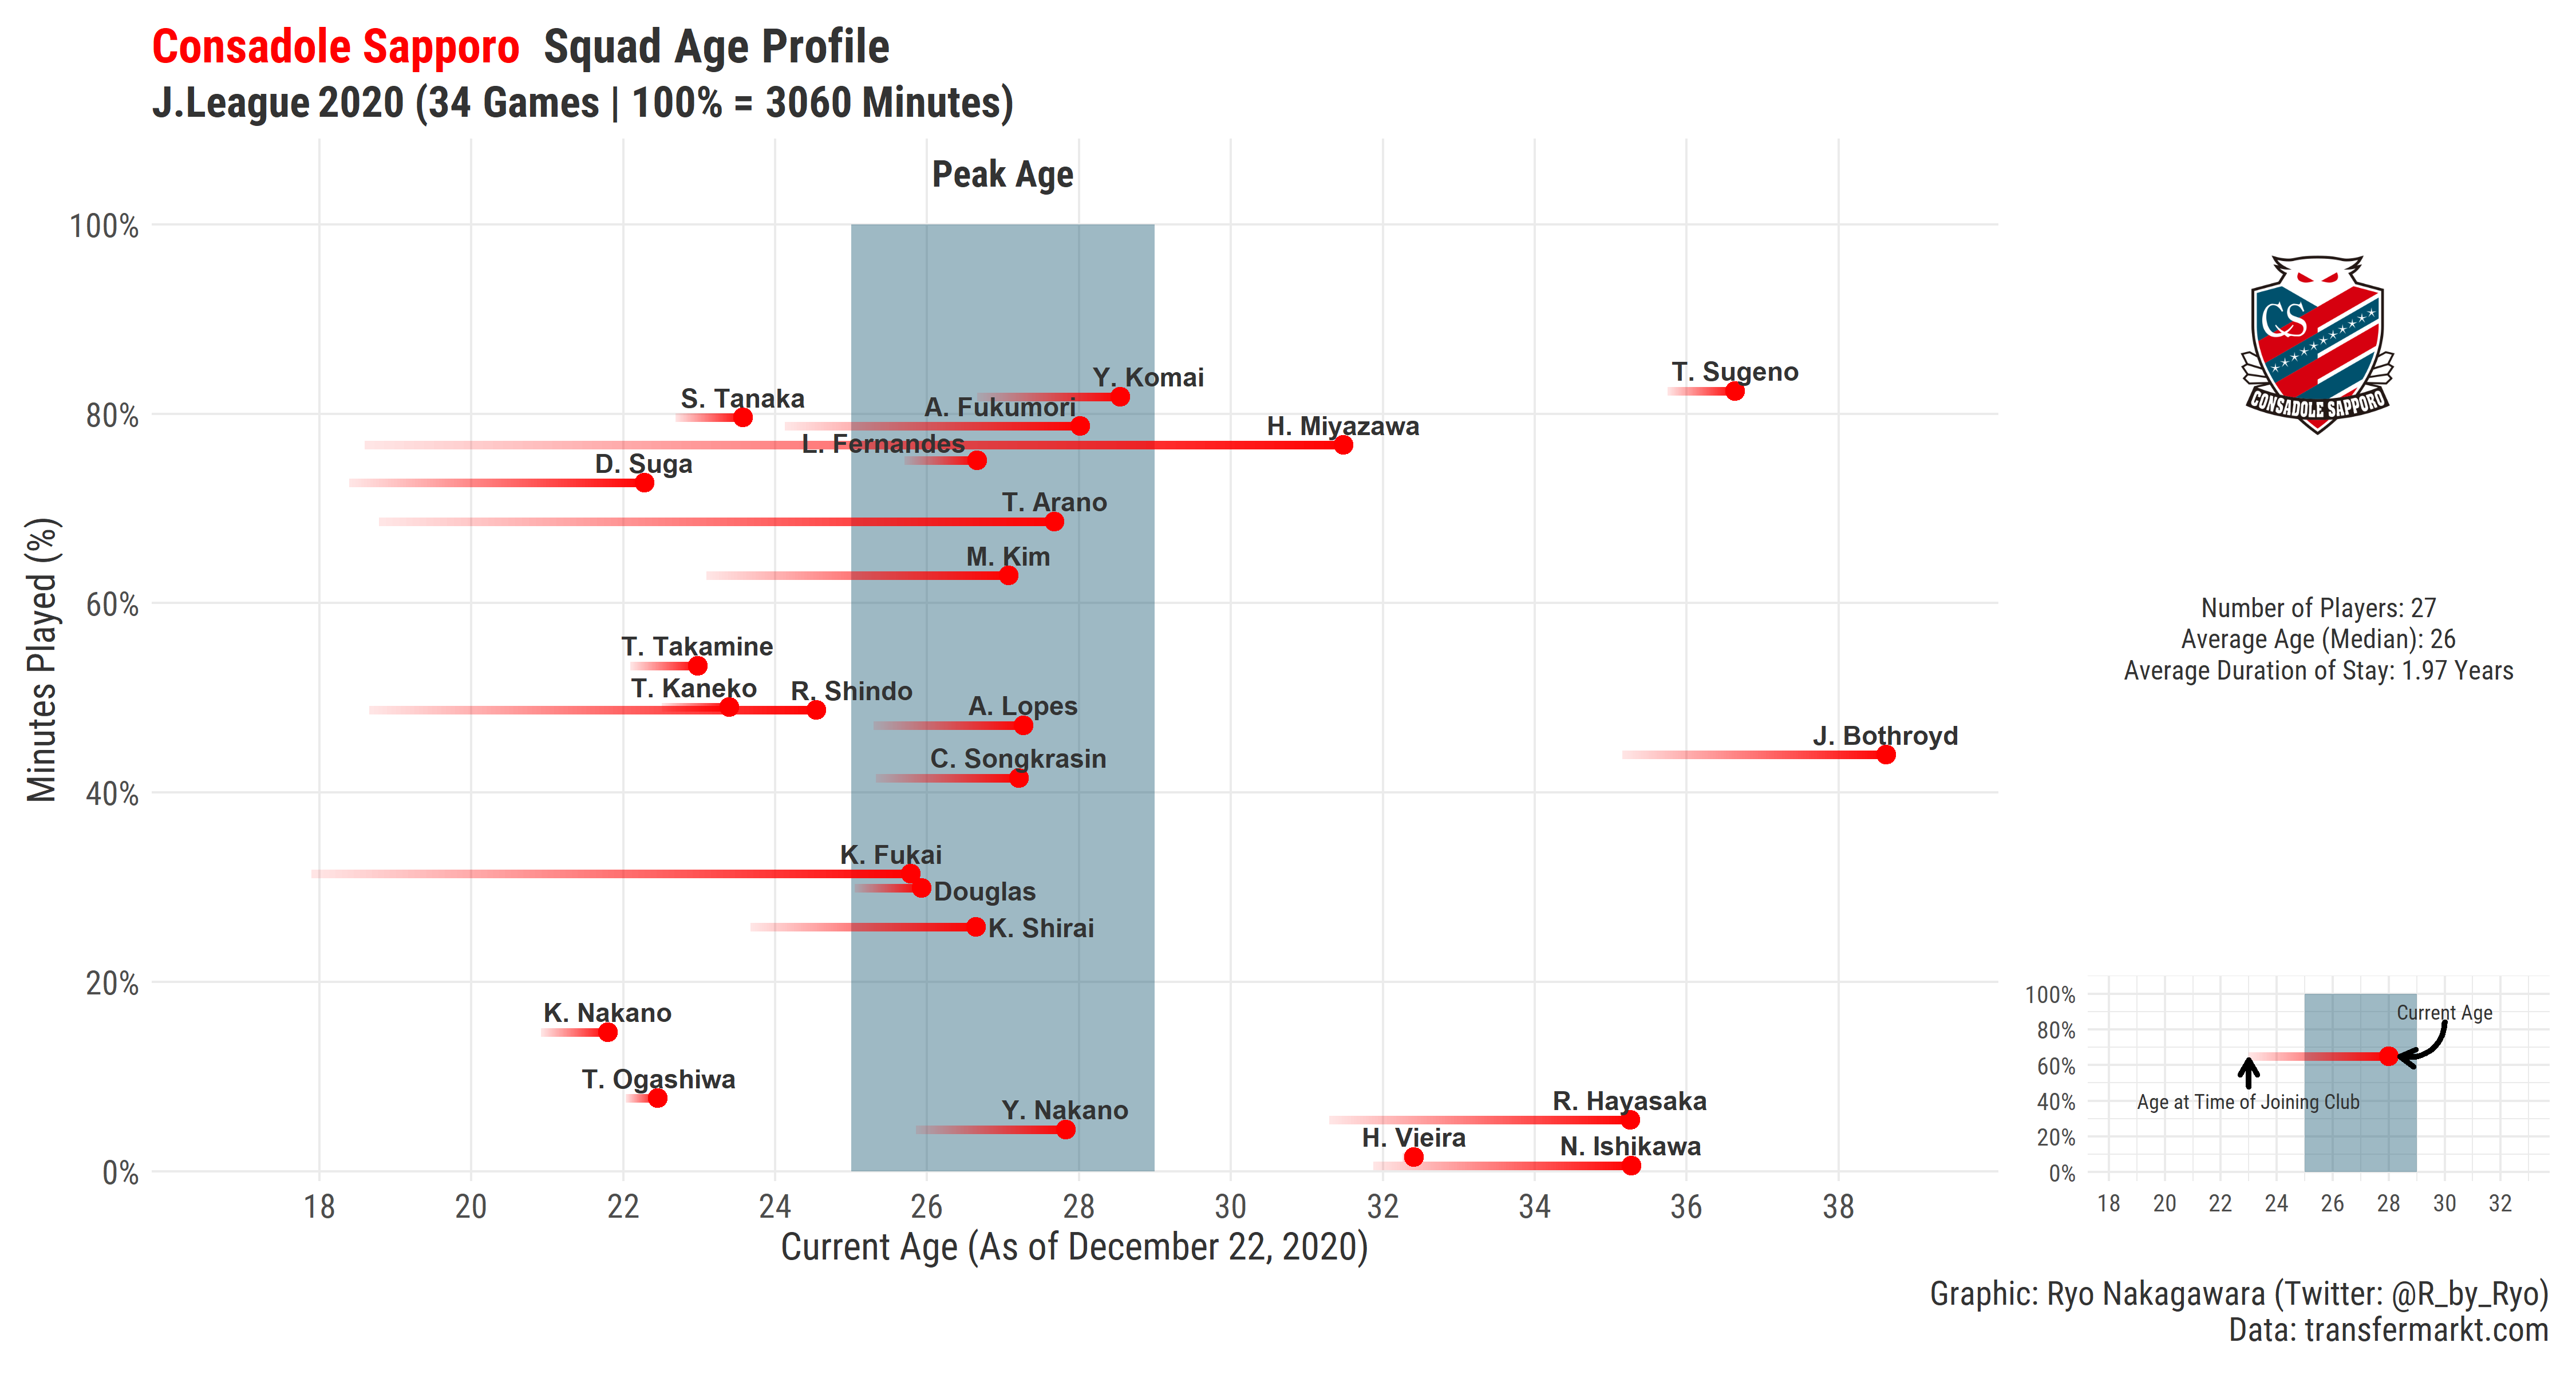 Consadole Sapporo Squad Age Profile
J.League 2020 (34 Games | 100% = 3060 Minutes)
Peak Age
100%
80%
60%
40%
20%
0%
Minutes Played (%)
Y. Komai
T. Sugeno
S. Tanaka
A. Fukumori
H. Miyazawa
L. Fernandes
D. Suga
T. Arano
M. Kim
T. Takamine
T. Kaneko
R. Shindo
A. Lopes
J. Bothroyd
C. Songkrasin
K. Fukai
Douglas
K. Shirai
K. Nakano
T. Ogashiwa
Y. Nakano
R. Hayasaka
H. Vieira
N. Ishikawa
18 20 22 24 26 28 30 32 34 36 38
Current Age (As of December 22, 2020)
CS
CONSADOLE SAPPORO
Number of Players: 27
Average Age (Median): 26
Average Duration of Stay: 1.97 Years
100%
80%
60%
40%
20%
0%
Current Age
Age at Time of Joining Club
18 20 22 24 26 28 30 32
Graphic: Ryo Nakagawara (Twitter: @R_by_Ryo)
Data: transfermarkt.com